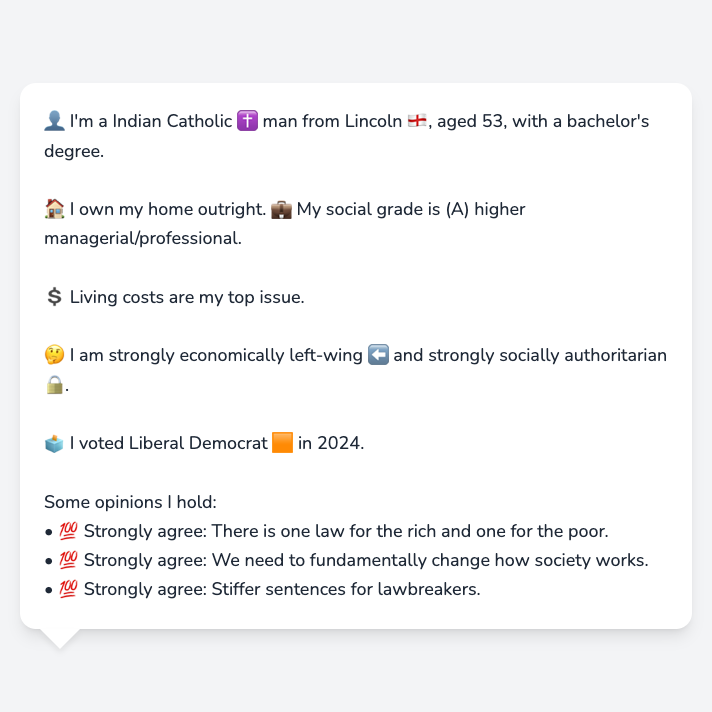 👤 I'm a Indian Catholic ✝️ man from Lincoln 🏴󠁧󠁢󠁥󠁮󠁧󠁿, aged 53, with a bachelor's
degree.
🏠 I own my home outright. 💼 My social grade is (A) higher
managerial/professional.
💲 Living costs are my top issue.
🤔 I am strongly economically left-wing ⬅️ and strongly socially authoritarian
🔒.
🗳️ I voted Liberal Democrat 🟧 in 2024.
Some opinions I hold:
• 💯 Strongly agree: There is one law for the rich and one for the poor.
• 💯 Strongly agree: We need to fundamentally change how society works.
• 💯 Strongly agree: Stiffer sentences for lawbreakers.